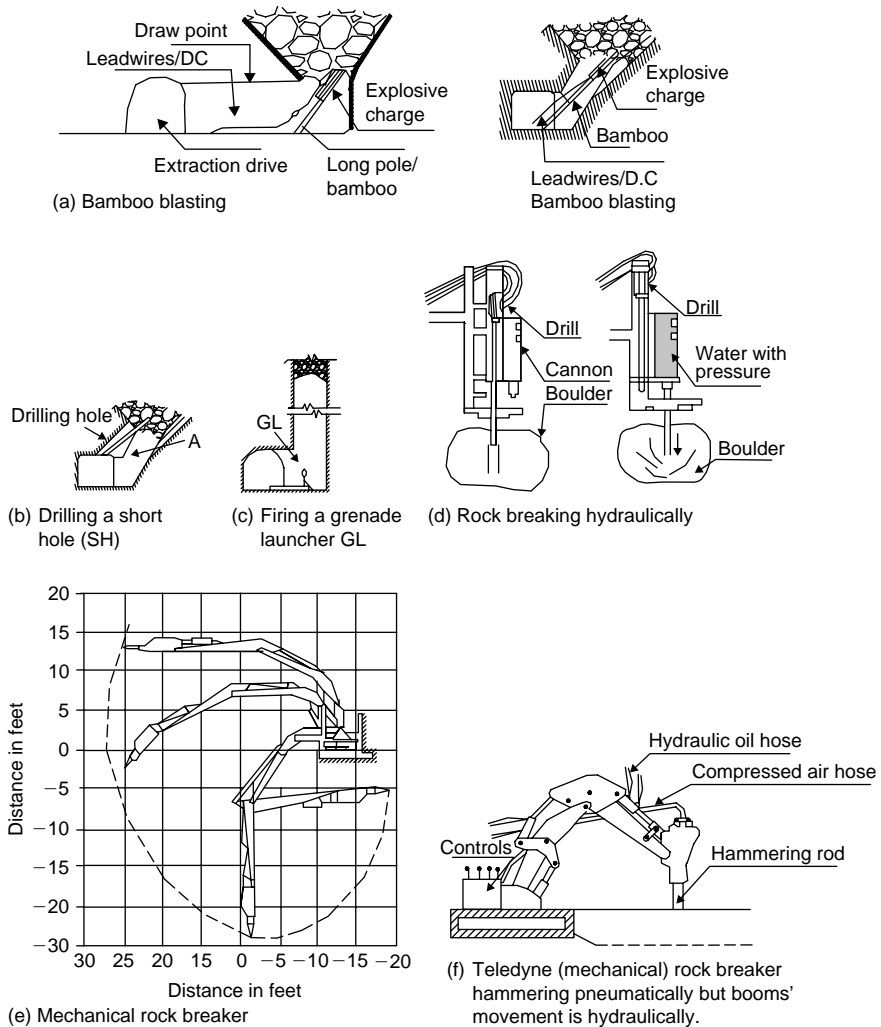 Draw point
Leadwires/DC
Explosive
charge
Extraction drive
Long pole/
bamboo
(a) Bamboo blasting
Explosive
charge
Bamboo
Leadwires/D.C
Bamboo blasting
Drilling hole
A
(b) Drilling a short
hole (SH)
GL
(c) Firing a grenade
launcher GL
Drill
Cannon
Boulder
Drill
Water with
pressure
Boulder
(d) Rock breaking hydraulically
20
15
10
5
0
−5
−10
−15
−20
−30
Distance in feet
30 25 20 15 0 −5 −10 −15 −20
Distance in feet
(e) Mechanical rock breaker
Hydraulic oil hose
Compressed air hose
Controls
Hammering rod
(f) Teledyne (mechanical) rock breaker
hammering pneumatically but booms’
movement is hydraulically.